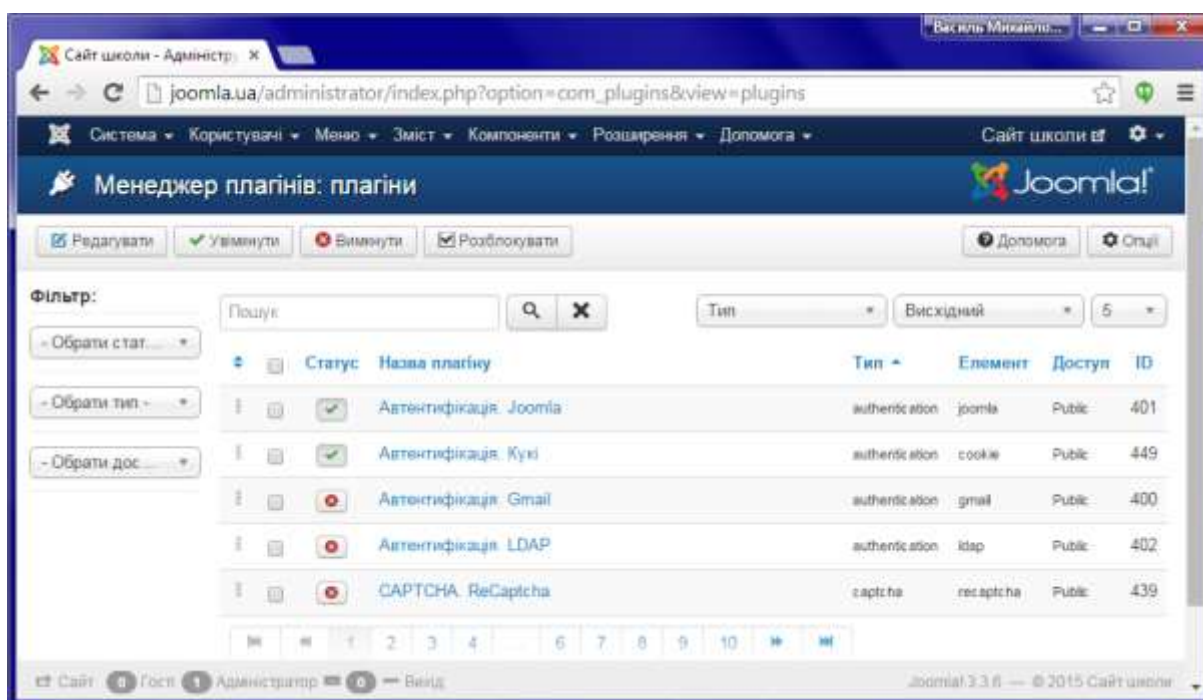 Василь Михайло...
Сайт школи - Адміністр
joomla.ua/administrator/index.php?option=com_plugins&view=plugins
Система Користувачі Меню Зміст Компоненти Розширення Допомога Сайт школи
Менеджер плагінів: плагіни Joomla!
Редагувати Увімкнути Вимкнути Розблокувати Допомога Опції
Фільтр:
Пошук Тип Висхідний 5
- Обрати стат...
Статус Назва плагіну Тип Елемент Доступ ID
- Обрати тип -
Автентифікація. Joomla authentication joomla Public 401
- Обрати дос...
Автентифікація. Кукі authentication cookie Public 449
Автентифікація. Gmail authentication gmail Public 400
Автентифікація. LDAP authentication ldap Public 402
CAPTCHA. ReCaptcha captcha recaptcha Public 439
1 2 3 4 ... 6 7 8 9 10
Сайт 0 Гості 1 Адміністратор 0 Вихід Joomla! 3.3.6 — © 2015 Сайт школи